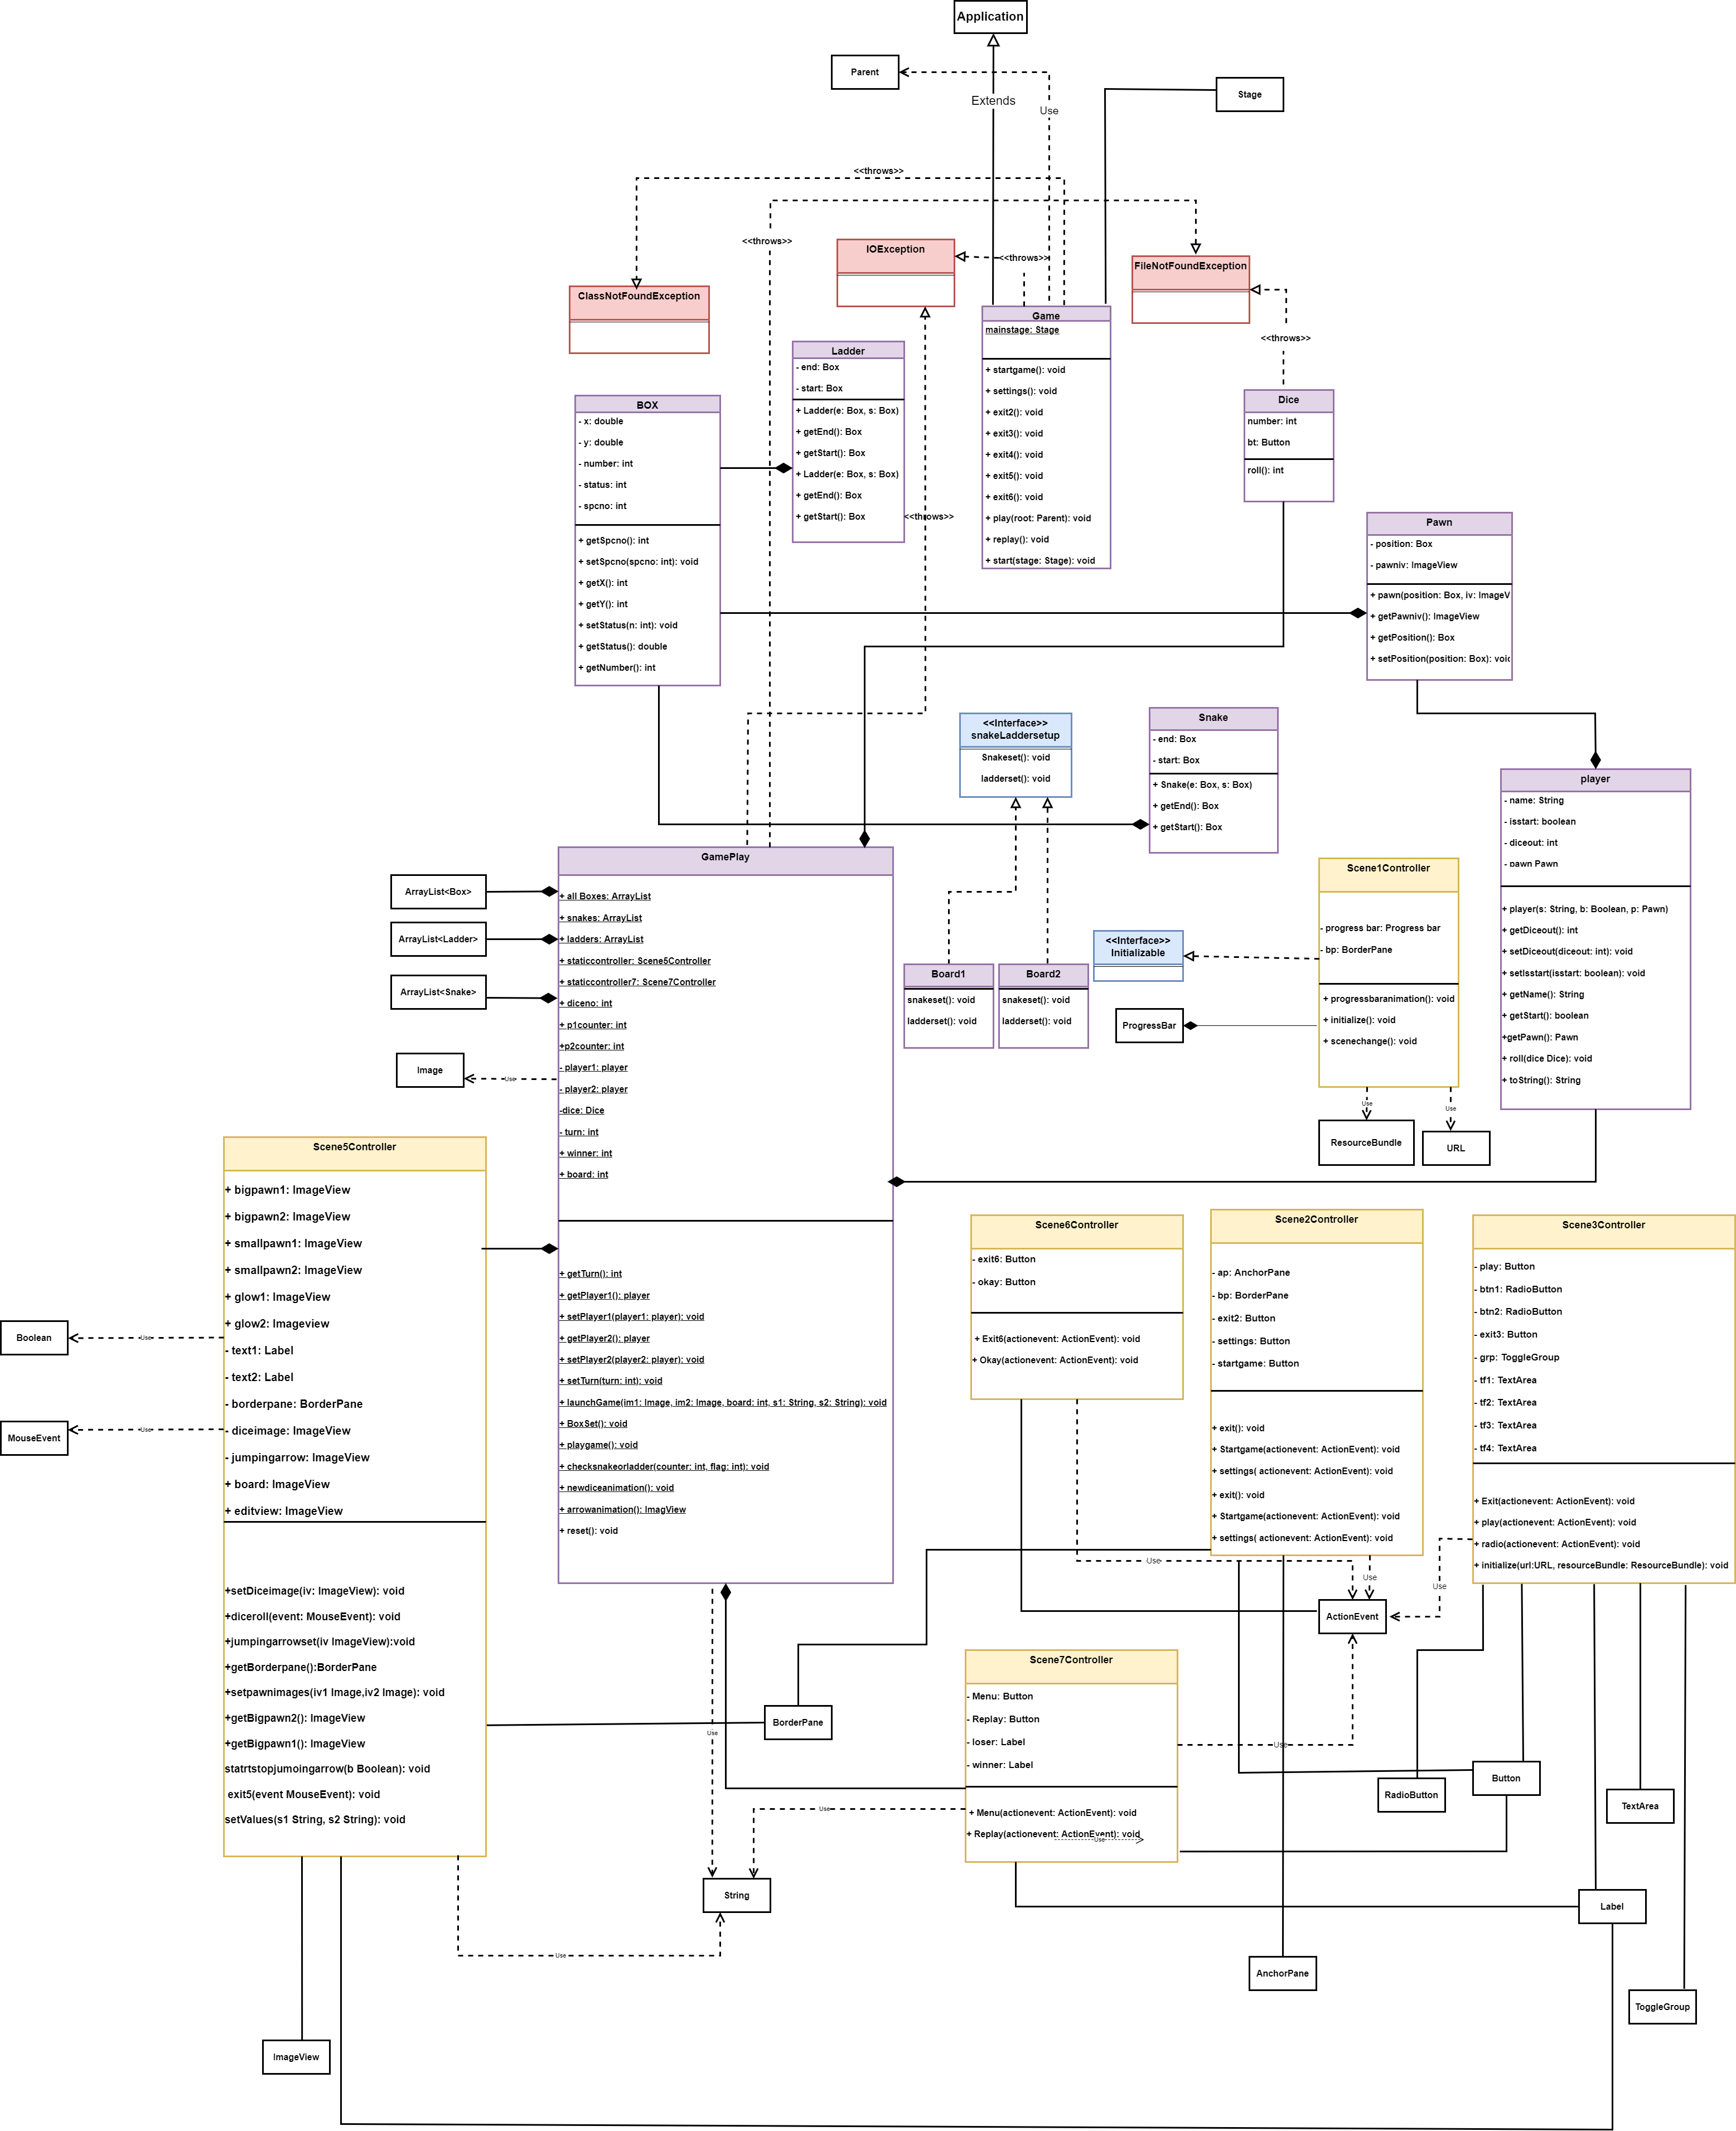 Application
Parent
Stage
Extends
Use
<<throws>>
<<throws>>
IOException
<<throws>>
FileNotFoundException
ClassNotFoundException
<<throws>>
Game
mainstage: Stage
+ startgame(): void
+ settings(): void
+ exit2(): void
+ exit3(): void
+ exit4(): void
+ exit5(): void
+ exit6(): void
+ play(root: Parent): void
+ replay(): void
+ start(stage: Stage): void
Ladder
- end: Box
- start: Box
+ Ladder(e: Box, s: Box)
+ getEnd(): Box
+ getStart(): Box
+ Ladder(e: Box, s: Box)
+ getEnd(): Box
+ getStart(): Box
<<throws>>
BOX
- x: double
- y: double
- number: int
- status: int
- spcno: int
+ getSpcno(): int
+ setSpcno(spcno: int): void
+ getX(): int
+ getY(): int
+ setStatus(n: int): void
+ getStatus(): double
+ getNumber(): int
Dice
number: int
bt: Button
roll(): int
Pawn
- position: Box
- pawniv: ImageView
+ pawn(position: Box, iv: ImageV
+ getPawniv(): ImageView
+ getPosition(): Box
+ setPosition(position: Box): voic
<<Interface>>
snakeLaddersetup
Snakeset(): void
ladderset(): void
Snake
- end: Box
- start: Box
+ Snake(e: Box, s: Box)
+ getEnd(): Box
+ getStart(): Box
player
- name: String
- isstart: boolean
- diceout: int
- pawn Pawn
+ player(s: String, b: Boolean, p: Pawn)
+ getDiceout(): int
+ setDiceout(diceout: int): void
+ setIsstart(isstart: boolean): void
+ getName(): String
+ getStart(): boolean
+getPawn(): Pawn
+ roll(dice Dice): void
+ toString(): String
GamePlay
+ all Boxes: ArrayList
+ snakes: ArrayList
+ ladders: ArrayList
+ staticcontroller: Scene5Controller
+ staticcontroller7: Scene7Controller
+ diceno: int
+ p1counter: int
+p2counter: int
- player1: player
- player2: player
-dice: Dice
- turn: int
+ winner: int
+ board: int
+ getTurn(): int
+ getPlayer1(): player
+ setPlayer1(player1: player): void
+ getPlayer2(): player
+ setPlayer2(player2: player): void
+ setTurn(turn: int): void
+ launchGame(im1: Image, im2: Image, board: int, s1: String, s2: String): void
+ BoxSet(): void
+ playgame(): void
+ checksnakeorladder(counter: int, flag: int): void
+ newdiceanimation(): void
+ arrowanimation(): ImagView
+ reset(): void
ArrayList<Box>
ArrayList<Ladder>
ArrayList<Snake>
Image
Use
Board1
snakeset(): void
ladderset(): void
Board2
snakeset(): void
ladderset(): void
<<Interface>>
Initializable
ProgressBar
Scene1Controller
- progress bar: Progress bar
- bp: BorderPane
+ progressbaranimation(): void
+ initialize(): void
+ scenechange(): void
Use
Use
ResourceBundle
URL
Scene5Controller
+ bigpawn1: ImageView
+ bigpawn2: ImageView
+ smallpawn1: ImageView
+ smallpawn2: ImageView
+ glow1: ImageView
+ glow2: Imageview
- text1: Label
- text2: Label
- borderpane: BorderPane
- diceimage: ImageView
- jumpingarrow: ImageView
+ board: ImageView
+ editview: ImageView
+setDiceimage(iv: ImageView): void
+diceroll(event: MouseEvent): void
+jumpingarrowset(iv ImageView):void
+getBorderpane():BorderPane
+setpawnimages(iv1 Image,iv2 Image): void
+getBigpawn2(): ImageView
+getBigpawn1(): ImageView
statrtstopjumoingarrow(b Boolean): void
exit5(event MouseEvent): void
setValues(s1 String, s2 String): void
Boolean
Use
MouseEvent
Use
Scene6Controller
- exit6: Button
- okay: Button
+ Exit6(actionevent: ActionEvent): void
+ Okay(actionevent: ActionEvent): void
Scene2Controller
- ap: AnchorPane
- bp: BorderPane
- exit2: Button
- settings: Button
- startgame: Button
+ exit(): void
+ Startgame(actionevent: ActionEvent): void
+ settings( actionevent: ActionEvent): void
+ exit(): void
+ Startgame(actionevent: ActionEvent): void
+ settings( actionevent: ActionEvent): void
Scene3Controller
- play: Button
- btn1: RadioButton
- btn2: RadioButton
- exit3: Button
- grp: ToggleGroup
- tf1: TextArea
- tf2: TextArea
- tf3: TextArea
- tf4: TextArea
+ Exit(actionevent: ActionEvent): void
+ play(actionevent: ActionEvent): void
+ radio(actionevent: ActionEvent): void
+ initialize(url:URL, resourceBundle: ResourceBundle): void
Use
Use
Use
ActionEvent
Scene7Controller
- Menu: Button
- Replay: Button
- loser: Label
- winner: Label
+ Menu(actionevent: ActionEvent): void
+ Replay(actionevent: ActionEvent): void
Use
Use
Use
Use
BorderPane
Button
RadioButton
TextArea
String
Label
Use
AnchorPane
ToggleGroup
ImageView